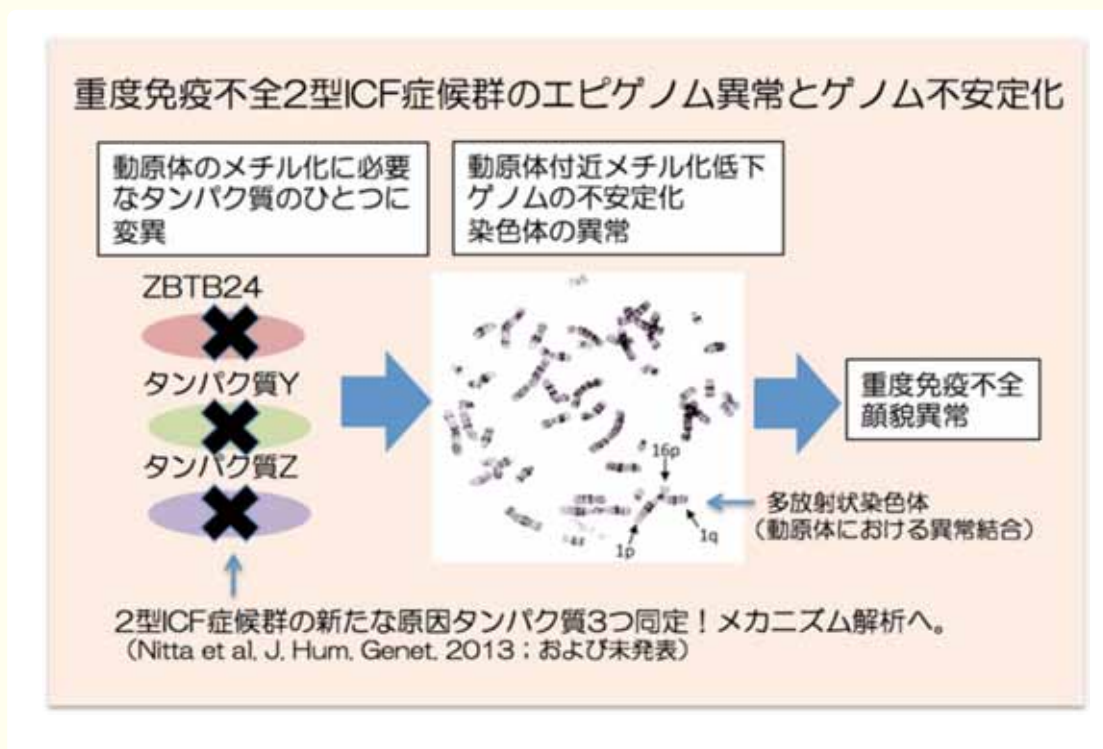 重度免疫不全2型ICF症候群のエピゲノム異常とゲノム不安定化
動原体のメチル化に必要
なタンパク質のひとつに
変異
動原体付近メチル化低下
ゲノムの不安定化
染色体の異常
ZBTB24
タンパク質Y
タンパク質Z
16p
1p
1q
重度免疫不全
顔貌異常
多放射状染色体
(動原体における異常結合)
2型ICF症候群の新たな原因タンパク質3つ同定!メカニズム解析へ。
(Nitta et al, J. Hum. Genet. 2013;および未発表)